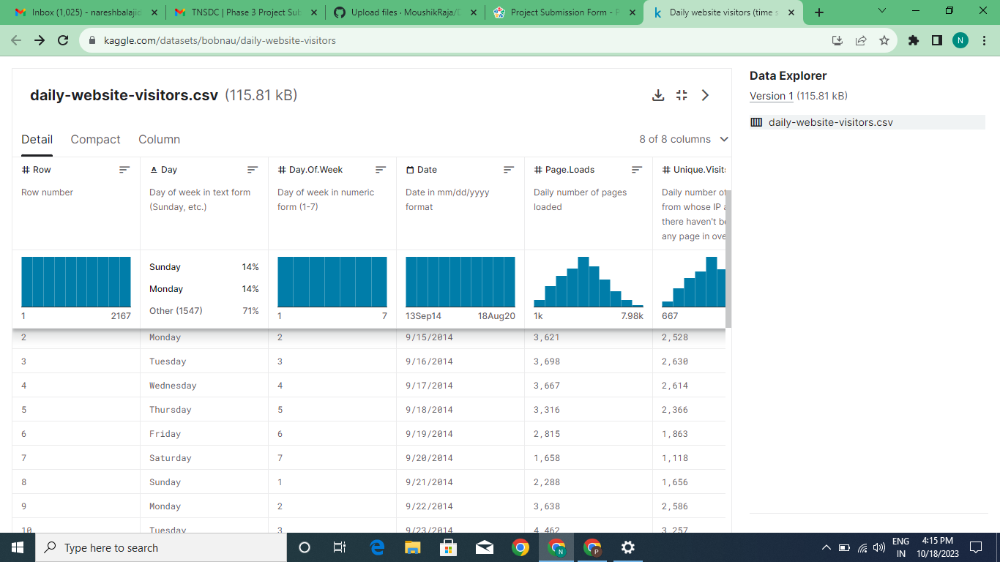 Inbox (1,025) - nareshbalajid
TNSDC | Phase 3 Project Sub
Upload files · MoushikRaja/D
Project Submission Form - P
Daily website visitors (time s
kaggle.com/datasets/bobnau/daily-website-visitors
N
daily-website-visitors.csv (115.81 kB)
Detail Compact Column
8 of 8 columns
# Row
A Day
# Day.Of.Week
Date
# Page.Loads
# Unique.Visits
Row number
Day of week in text form
(Sunday, etc.)
Day of week in numeric
form (1-7)
Date in mm/dd/yyyy
format
Daily number of pages
loaded
Daily number of
from whose IP a
there haven't be
any page in ove
1 2167
Sunday 14%
Monday 14%
Other (1547) 71%
1 7
13Sep14 18Aug20
1k 7.98k
667
2 Monday 2 9/15/2014 3,621 2,528
3 Tuesday 3 9/16/2014 3,698 2,630
4 Wednesday 4 9/17/2014 3,667 2,614
5 Thursday 5 9/18/2014 3,316 2,366
6 Friday 6 9/19/2014 2,815 1,863
7 Saturday 7 9/20/2014 1,658 1,118
8 Sunday 1 9/21/2014 2,288 1,656
9 Monday 2 9/22/2014 3,638 2,586
10 Tuesday 3 9/23/2014 4,462 3,257
Data Explorer
Version 1 (115.81 kB)
daily-website-visitors.csv
Type here to search
N
P
ENG
IN
4:15 PM
10/18/2023